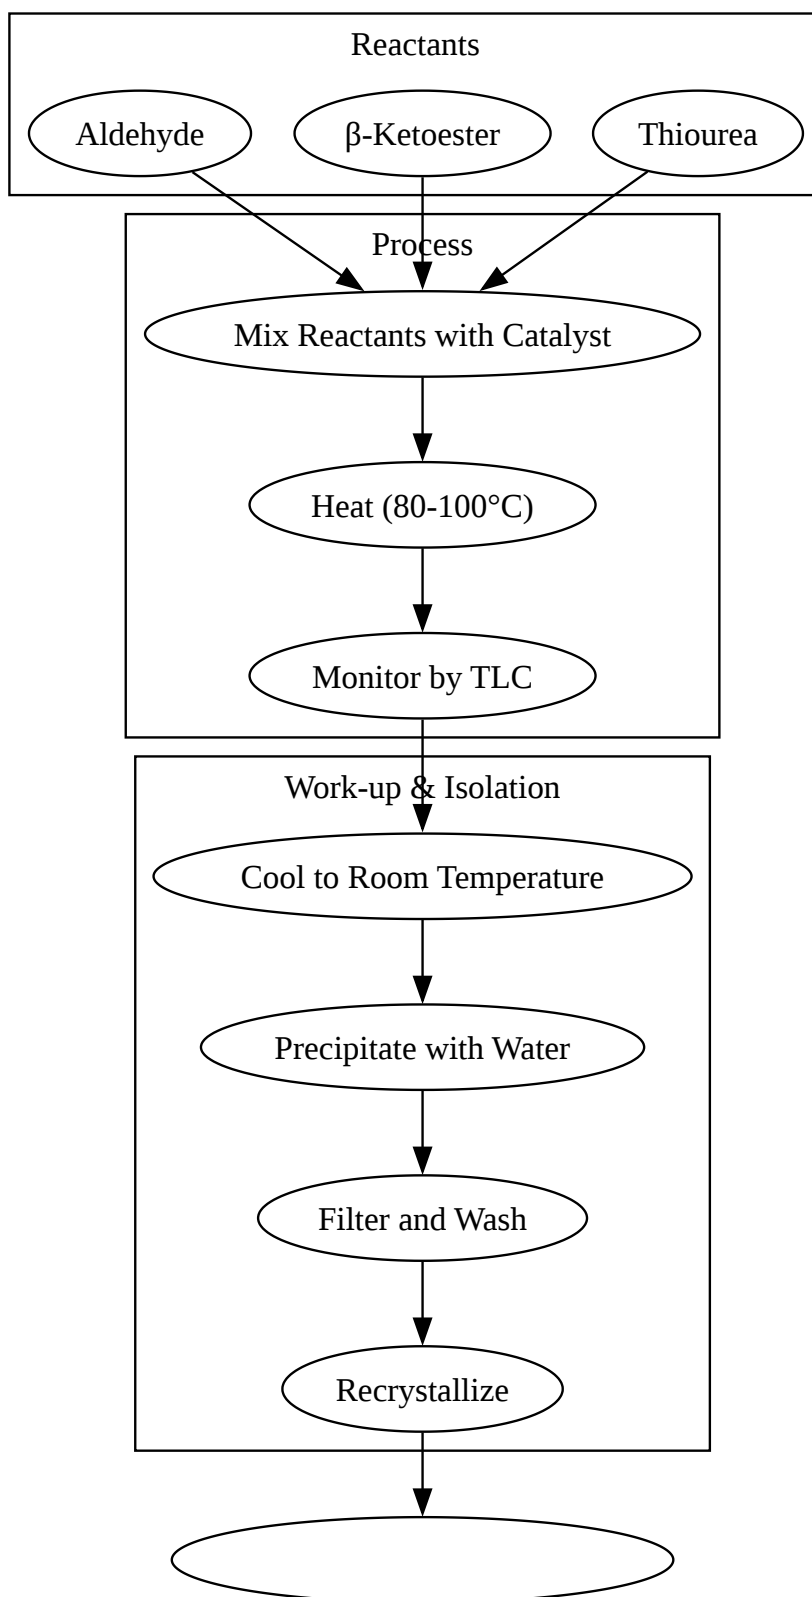 Reactants
Aldehyde
β-Ketoester
Thiourea
Process
Mix Reactants with Catalyst
Heat (80-100°C)
Monitor by TLC
Work-up & Isolation
Cool to Room Temperature
Precipitate with Water
Filter and Wash
Recrystallize